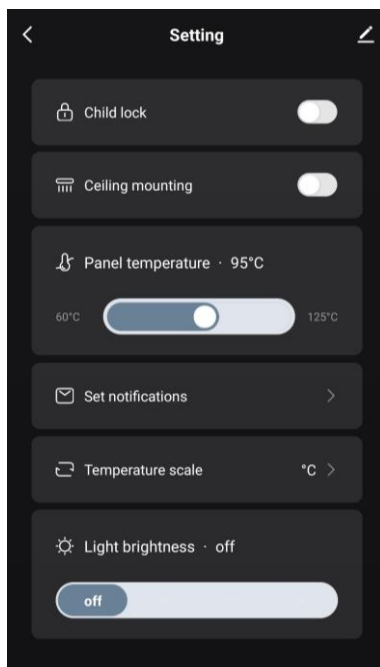 Setting
Child lock
Ceiling mounting
Panel temperature · 95°C
60°C 125°C
Set notifications
Temperature scale °C
Light brightness · off
off